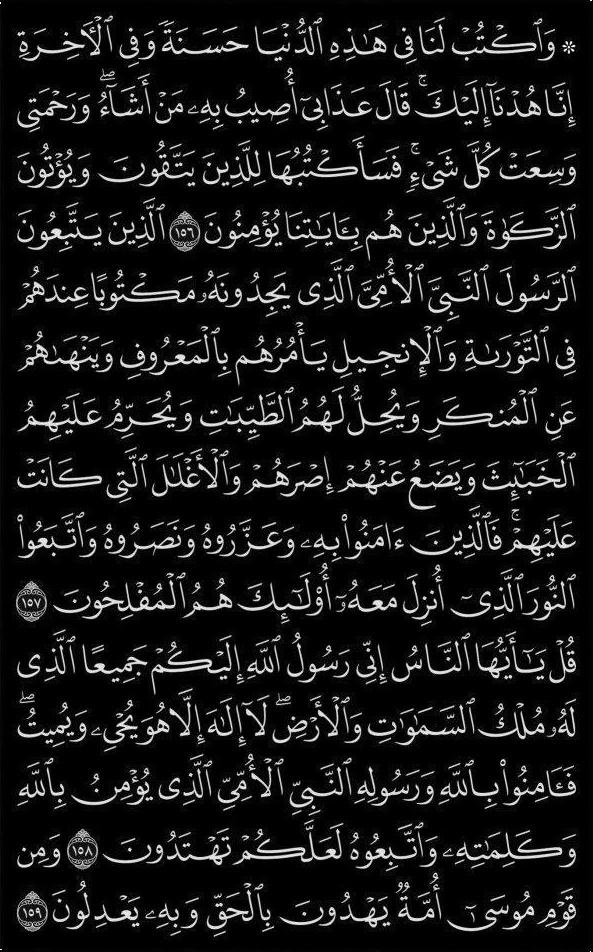 ۞ وَٱكۡتُبۡ لَنَا فِي هَٰذِهِ ٱلدُّنۡيَا حَسَنَةٗ وَفِي ٱلۡأٓخِرَةِ
إِنَّا هُدۡنَآ إِلَيۡكَۚ قَالَ عَذَابِيٓ أُصِيبُ بِهِۦ مَنۡ أَشَآءُۖ وَرَحۡمَتِي
وَسِعَتۡ كُلَّ شَيۡءٖۚ فَسَأَكۡتُبُهَا لِلَّذِينَ يَتَّقُونَ وَيُؤۡتُونَ
ٱلزَّكَوٰةَ وَٱلَّذِينَ هُم بِـَٔايَٰتِنَا يُؤۡمِنُونَ ١٥٦ ٱلَّذِينَ يَتَّبِعُونَ
ٱلرَّسُولَ ٱلنَّبِيَّ ٱلۡأُمِّيَّ ٱلَّذِي يَجِدُونَهُۥ مَكۡتُوبًا عِندَهُمۡ
فِي ٱلتَّوۡرَىٰةِ وَٱلۡإِنجِيلِ يَأۡمُرُهُم بِٱلۡمَعۡرُوفِ وَيَنۡهَىٰهُمۡ
عَنِ ٱلۡمُنكَرِ وَيُحِلُّ لَهُمُ ٱلطَّيِّبَٰتِ وَيُحَرِّمُ عَلَيۡهِمُ
ٱلۡخَبَٰٓئِثَ وَيَضَعُ عَنۡهُمۡ إِصۡرَهُمۡ وَٱلۡأَغۡلَٰلَ ٱلَّتِي كَانَتۡ
عَلَيۡهِمۡۚ فَٱلَّذِينَ ءَامَنُواْ بِهِۦ وَعَزَّرُوهُ وَنَصَرُوهُ وَٱتَّبَعُواْ
ٱلنُّورَ ٱلَّذِيٓ أُنزِلَ مَعَهُۥٓ أُوْلَٰٓئِكَ هُمُ ٱلۡمُفۡلِحُونَ ١٥٧
قُلۡ يَٰٓأَيُّهَا ٱلنَّاسُ إِنِّي رَسُولُ ٱللَّهِ إِلَيۡكُمۡ جَمِيعًا ٱلَّذِي
لَهُۥ مُلۡكُ ٱلسَّمَٰوَٰتِ وَٱلۡأَرۡضِۖ لَآ إِلَٰهَ إِلَّا هُوَ يُحۡيِۦ وَيُمِيتُۖ
فَـَٔامِنُواْ بِٱللَّهِ وَرَسُولِهِ ٱلنَّبِيِّ ٱلۡأُمِّيِّ ٱلَّذِي يُؤۡمِنُ بِٱللَّهِ
وَكَلِمَٰتِهِۦ وَٱتَّبِعُوهُ لَعَلَّكُمۡ تَهۡتَدُونَ ١٥٨ وَمِن
قَوۡمِ مُوسَىٰٓ أُمَّةٞ يَهۡدُونَ بِٱلۡحَقِّ وَبِهِۦ يَعۡدِلُونَ ١٥٩